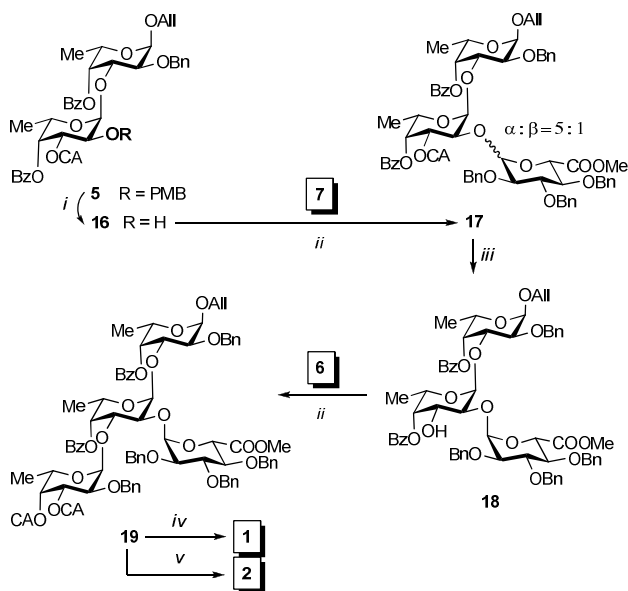 OAll
Me
O
OBn
O
BzO
Me
O
OR
OCA
BzO
5 R = PMB
i
16 R = H
7
ii
OAll
Me
O
OBn
O
BzO
Me
O
O
α : β = 5 : 1
OCA
BzO
O
COOMe
BnO
OBn
OBn
17
iii
OAll
Me
O
OBn
O
BzO
Me
O
O
OH
BzO
O
COOMe
BnO
OBn
OBn
18
6
ii
OAll
Me
O
OBn
O
BzO
Me
O
O
BzO
O
O
COOMe
BnO
OBn
OBn
Me
O
OBn
OCA
CAO
19
iv
1
v
2